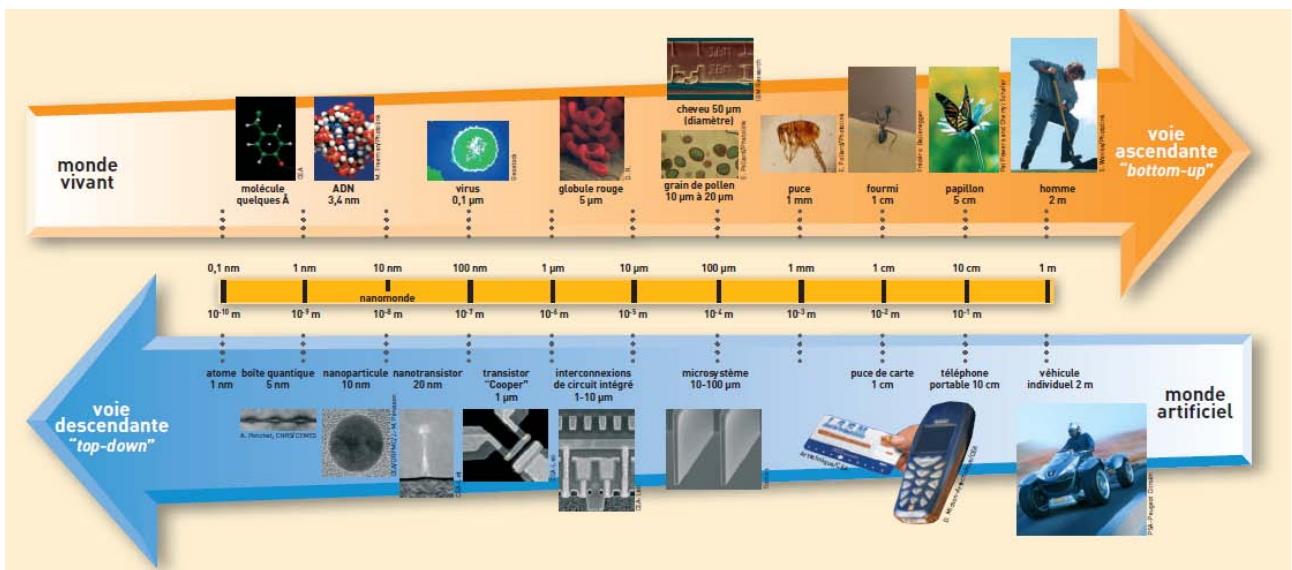 monde
vivant
molécule
quelques Å
CEA
ADN
3,4 nm
virus
0,1 µm
globule rouge
5 µm
D. R.
cheveu 50 µm
(diamètre)
grain de pollen
10 µm à 20 µm
puce
1 mm
fourmi
1 cm
papillon
5 cm
homme
2 m
voie
ascendante
"bottom-up"
0,1 nm 1 nm 10 nm 100 nm 1 µm 10 µm 100 µm 1 mm 1 cm 10 cm 1 m
nanomonde
10⁻¹⁰ m 10⁻⁹ m 10⁻⁸ m 10⁻⁷ m 10⁻⁶ m 10⁻⁵ m 10⁻⁴ m 10⁻³ m 10⁻² m 10⁻¹ m
voie
descendante
"top-down"
atome
1 nm
boîte quantique
5 nm
nanoparticule
10 nm
nanotransistor
20 nm
transistor
"Cooper"
1 µm
interconnexions
de circuit intégré
1-10 µm
microsystème
10-100 µm
puce de carte
1 cm
téléphone
portable 10 cm
véhicule
individuel 2 m
monde
artificiel
Artechnique/CEA